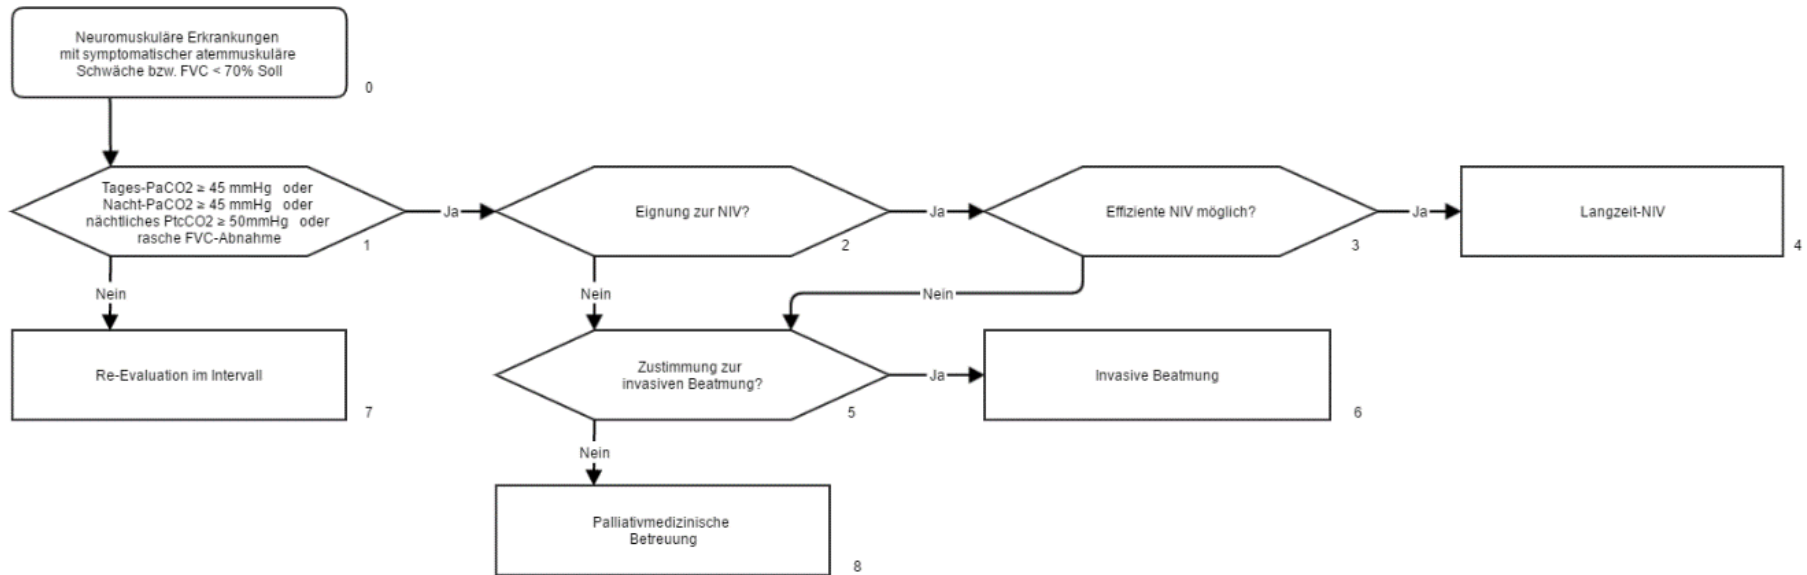 Neuromuskuläre Erkrankungen
mit symptomatischer atemmuskuläre
Schwäche bzw. FVC < 70% Soll
0
Tages-PaCO2 ≥ 45 mmHg oder
Nacht-PaCO2 ≥ 45 mmHg oder
nächtliches PtcCO2 ≥ 50mmHg oder
rasche FVC-Abnahme
1
Ja
Eignung zur NIV?
2
Ja
Effiziente NIV möglich?
3
Ja
Langzeit-NIV
4
Nein
Nein
Nein
Re-Evaluation im Intervall
7
Zustimmung zur
invasiven Beatmung?
5
Ja
Invasive Beatmung
6
Nein
Palliativmedizinische
Betreuung
8